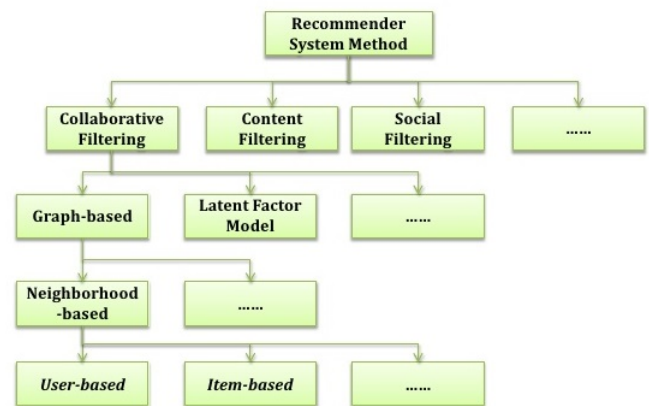 Recommender
System Method
Collaborative
Filtering
Content
Filtering
Social
Filtering
......
Graph-based
Latent Factor
Model
......
Neighborhood
-based
......
User-based
Item-based
......